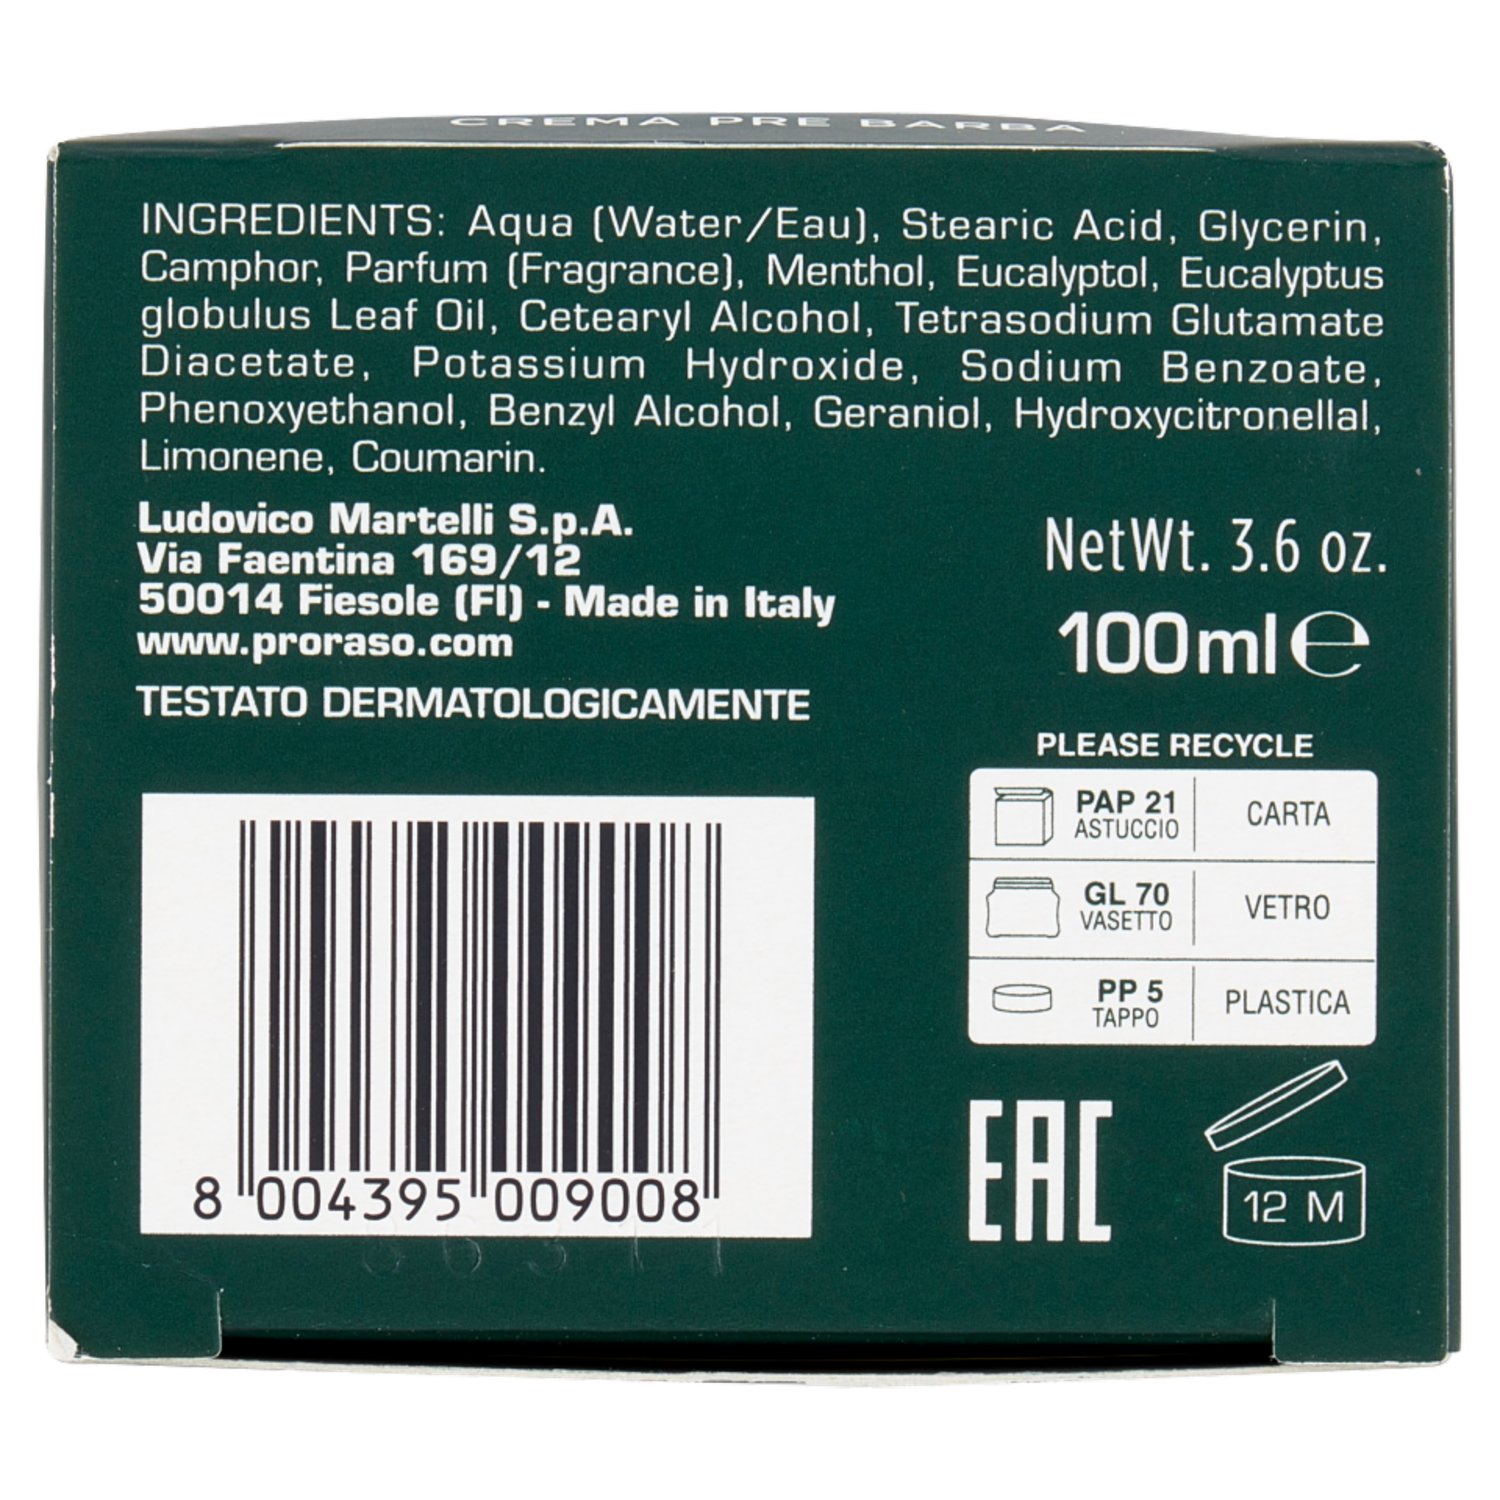 CREMA PRE BARBA
INGREDIENTS: Aqua (Water/Eau), Stearic Acid, Glycerin,
Camphor, Parfum (Fragrance), Menthol, Eucalyptol, Eucalyptus
globulus Leaf Oil, Cetearyl Alcohol, Tetrasodium Glutamate
Diacetate, Potassium Hydroxide, Sodium Benzoate,
Phenoxyethanol, Benzyl Alcohol, Geraniol, Hydroxycitronellal,
Limonene, Coumarin.
Ludovico Martelli S.p.A.
Via Faentina 169/12
50014 Fiesole (FI) - Made in Italy
www.proraso.com
TESTATO DERMATOLOGICAMENTE
NetWt. 3.6 oz.
100ml ℮
PLEASE RECYCLE
PAP 21
ASTUCCIO
CARTA
GL 70
VASETTO
VETRO
PP 5
TAPPO
PLASTICA
8 004395 009008
EAC
12 M